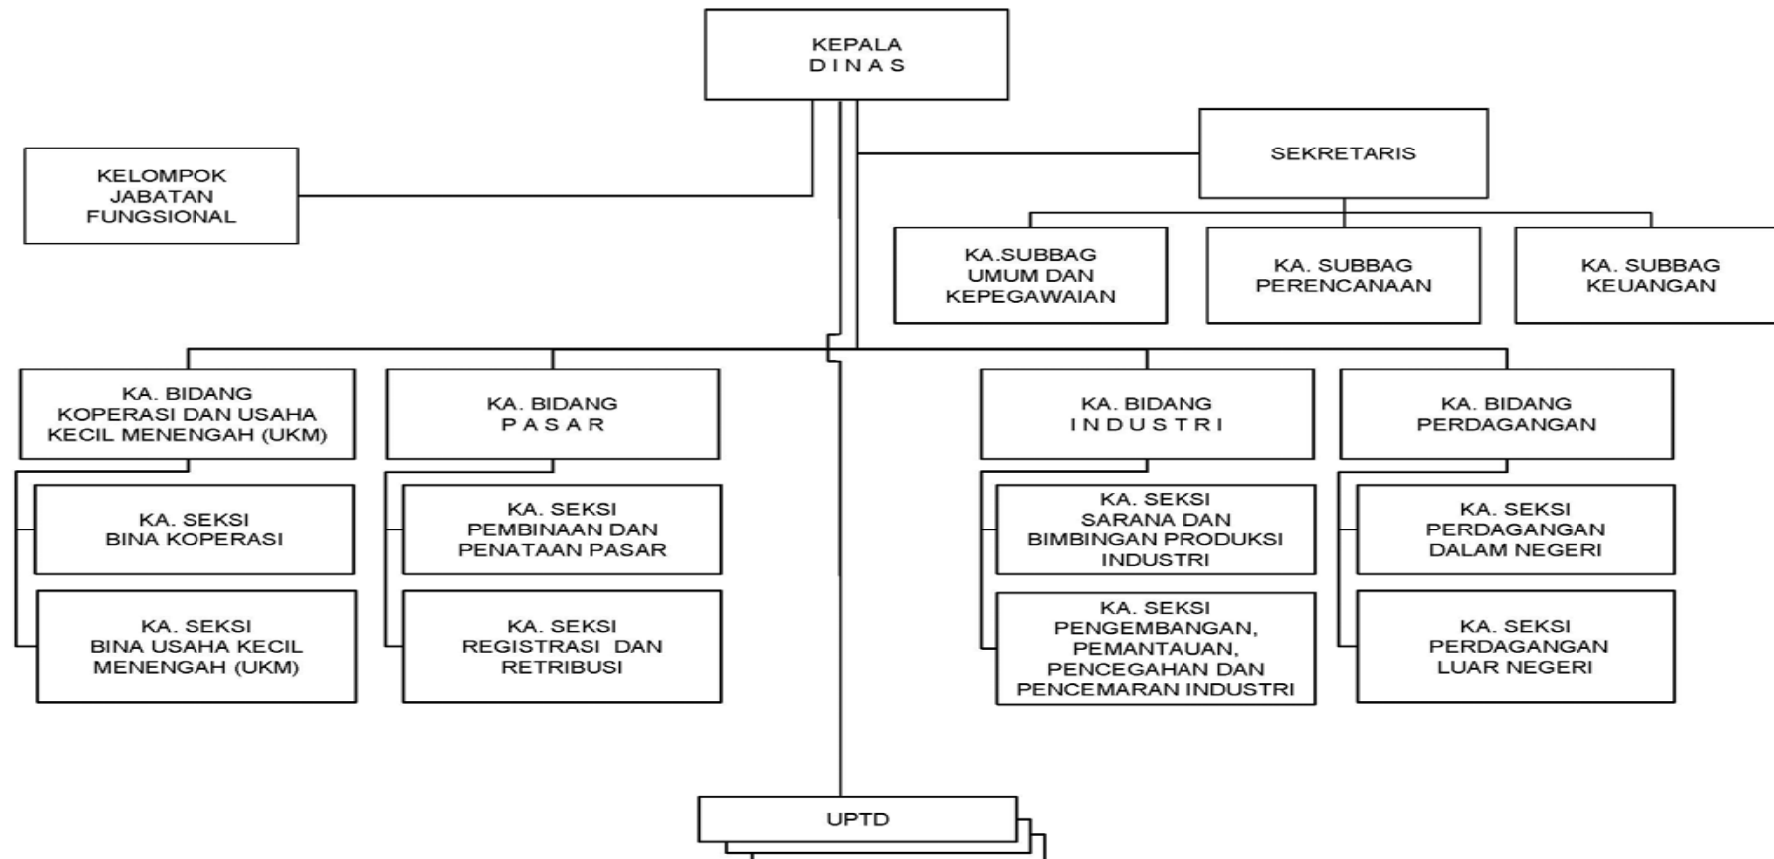 KEPALA
D I N A S
SEKRETARIS
KELOMPOK
JABATAN
FUNGSIONAL
KA.SUBBAG
UMUM DAN
KEPEGAWAIAN
KA. SUBBAG
PERENCANAAN
KA. SUBBAG
KEUANGAN
KA. BIDANG
KOPERASI DAN USAHA
KECIL MENENGAH (UKM)
KA. BIDANG
P A S A R
KA. BIDANG
I N D U S T R I
KA. BIDANG
PERDAGANGAN
KA. SEKSI
BINA KOPERASI
KA. SEKSI
PEMBINAAN DAN
PENATAAN PASAR
KA. SEKSI
SARANA DAN
BIMBINGAN PRODUKSI
INDUSTRI
KA. SEKSI
PERDAGANGAN
DALAM NEGERI
KA. SEKSI
BINA USAHA KECIL
MENENGAH (UKM)
KA. SEKSI
REGISTRASI DAN
RETRIBUSI
KA. SEKSI
PENGEMBANGAN,
PEMANTAUAN,
PENCEGAHAN DAN
PENCEMARAN INDUSTRI
KA. SEKSI
PERDAGANGAN
LUAR NEGERI
UPTD